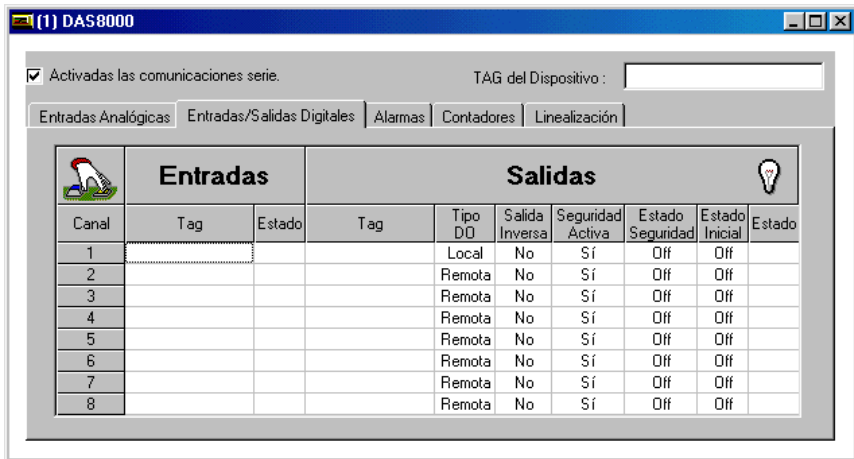 (1) DAS8000
Activadas las comunicaciones serie.
TAG del Dispositivo :
Entradas Analógicas Entradas/Salidas Digitales Alarmas Contadores Linealización
Entradas Salidas
Canal Tag Estado Tag Tipo DO Salida Inversa Seguridad Activa Estado Seguridad Estado Inicial Estado
1 Local No Sí Off Off
2 Remota No Sí Off Off
3 Remota No Sí Off Off
4 Remota No Sí Off Off
5 Remota No Sí Off Off
6 Remota No Sí Off Off
7 Remota No Sí Off Off
8 Remota No Sí Off Off